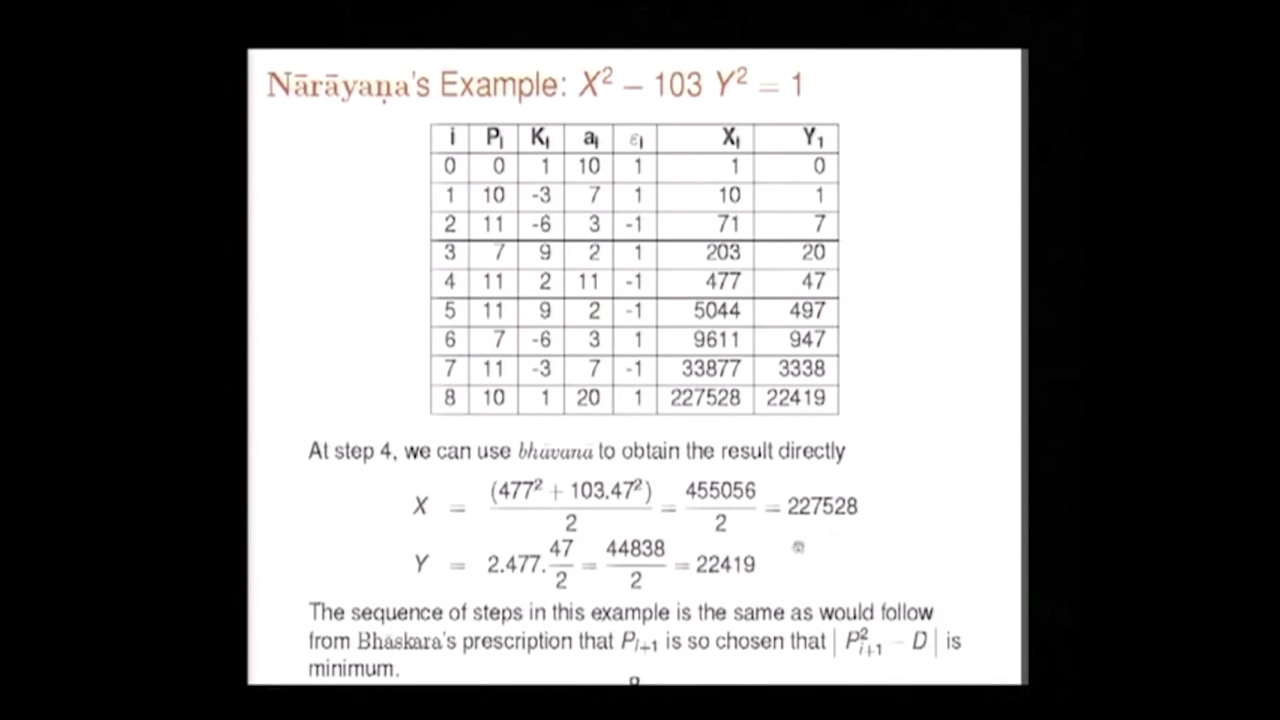 Nārāyaṇa's Example: X² – 103 Y² = 1
i Pᵢ Kᵢ aᵢ εᵢ Xᵢ Y₁
0 0 1 10 1 1 0
1 10 -3 7 1 10 1
2 11 -6 3 -1 71 7
3 7 9 2 1 203 20
4 11 2 11 -1 477 47
5 11 9 2 -1 5044 497
6 7 -6 3 1 9611 947
7 11 -3 7 -1 33877 3338
8 10 1 20 1 227528 22419
At step 4, we can use bhāvanā to obtain the result directly
X = (477² + 103.47²)/2 = 455056/2 = 227528
Y = 2.477.47/2 = 44838/2 = 22419
The sequence of steps in this example is the same as would follow
from Bhāskara's prescription that Pᵢ₊₁ is so chosen that | P²ᵢ₊₁ – D | is
minimum.